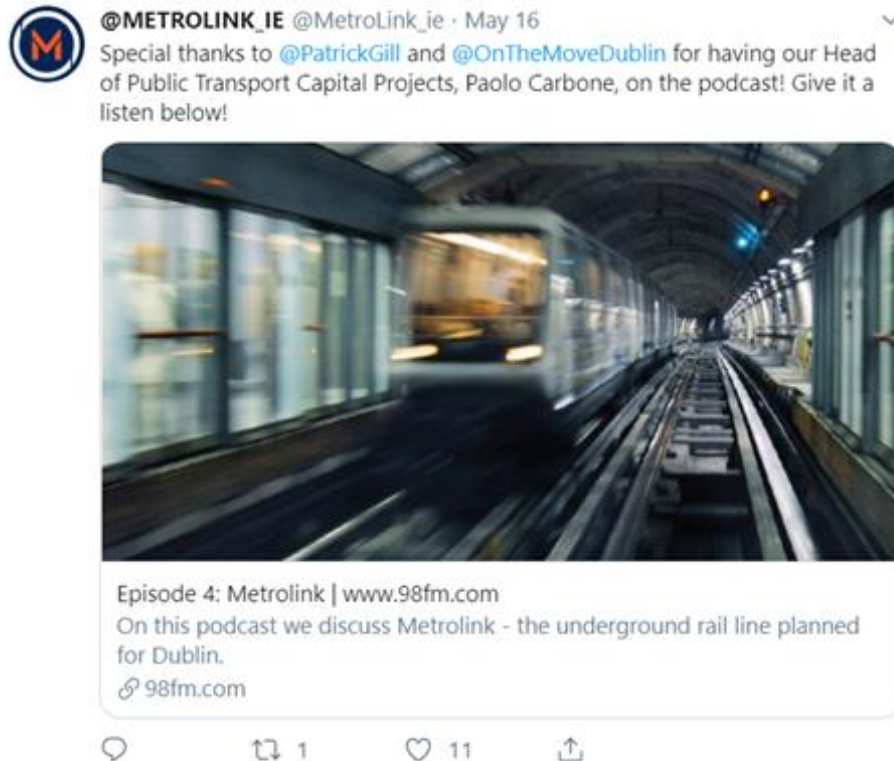 @METROLINK_IE @MetroLink_ie · May 16
Special thanks to @PatrickGill and @OnTheMoveDublin for having our Head
of Public Transport Capital Projects, Paolo Carbone, on the podcast! Give it a
listen below!
Episode 4: Metrolink | www.98fm.com
On this podcast we discuss Metrolink - the underground rail line planned
for Dublin.
98fm.com
1 11